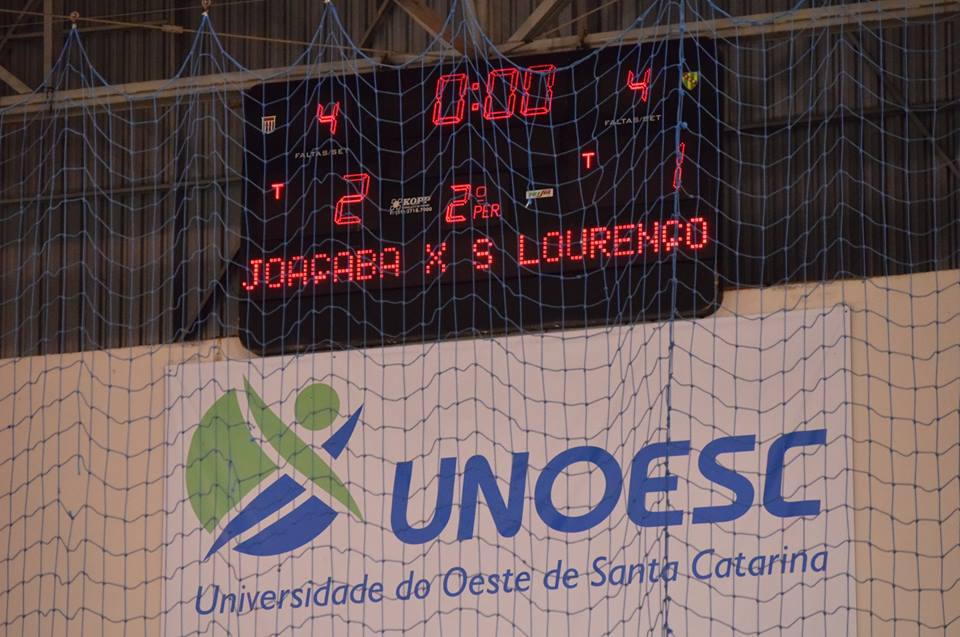 4 0:00 4
FALTAS/SET FALTAS/SET
T 2 2º PER T 1
KOPP
JOAÇABA X S LOURENÇO
UNOESC
Universidade do Oeste de Santa Catarina